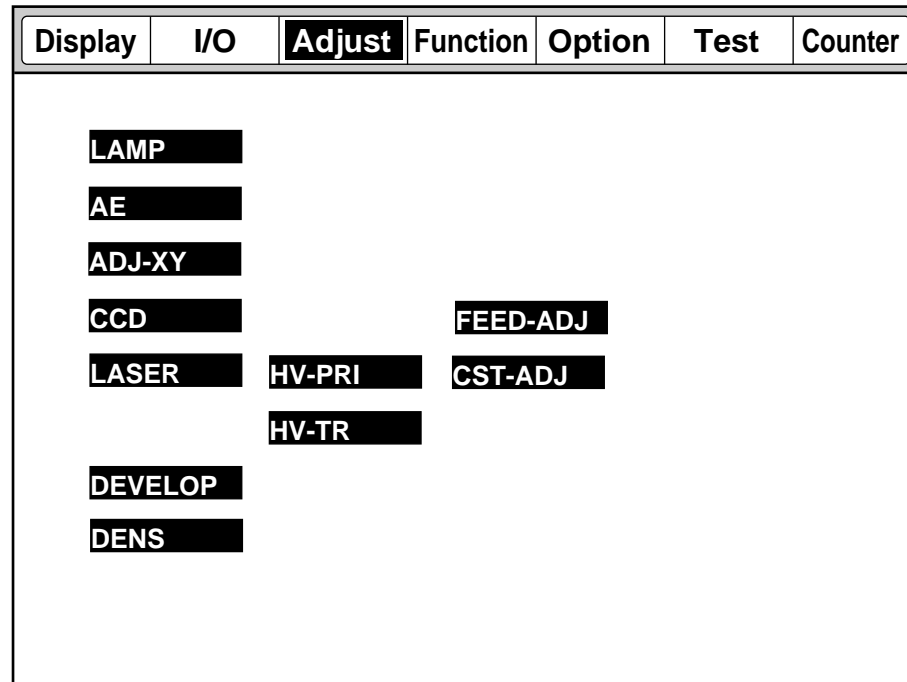 Display I/O Adjust Function Option Test Counter
LAMP
AE
ADJ-XY
CCD FEED-ADJ
LASER HV-PRI CST-ADJ
HV-TR
DEVELOP
DENS